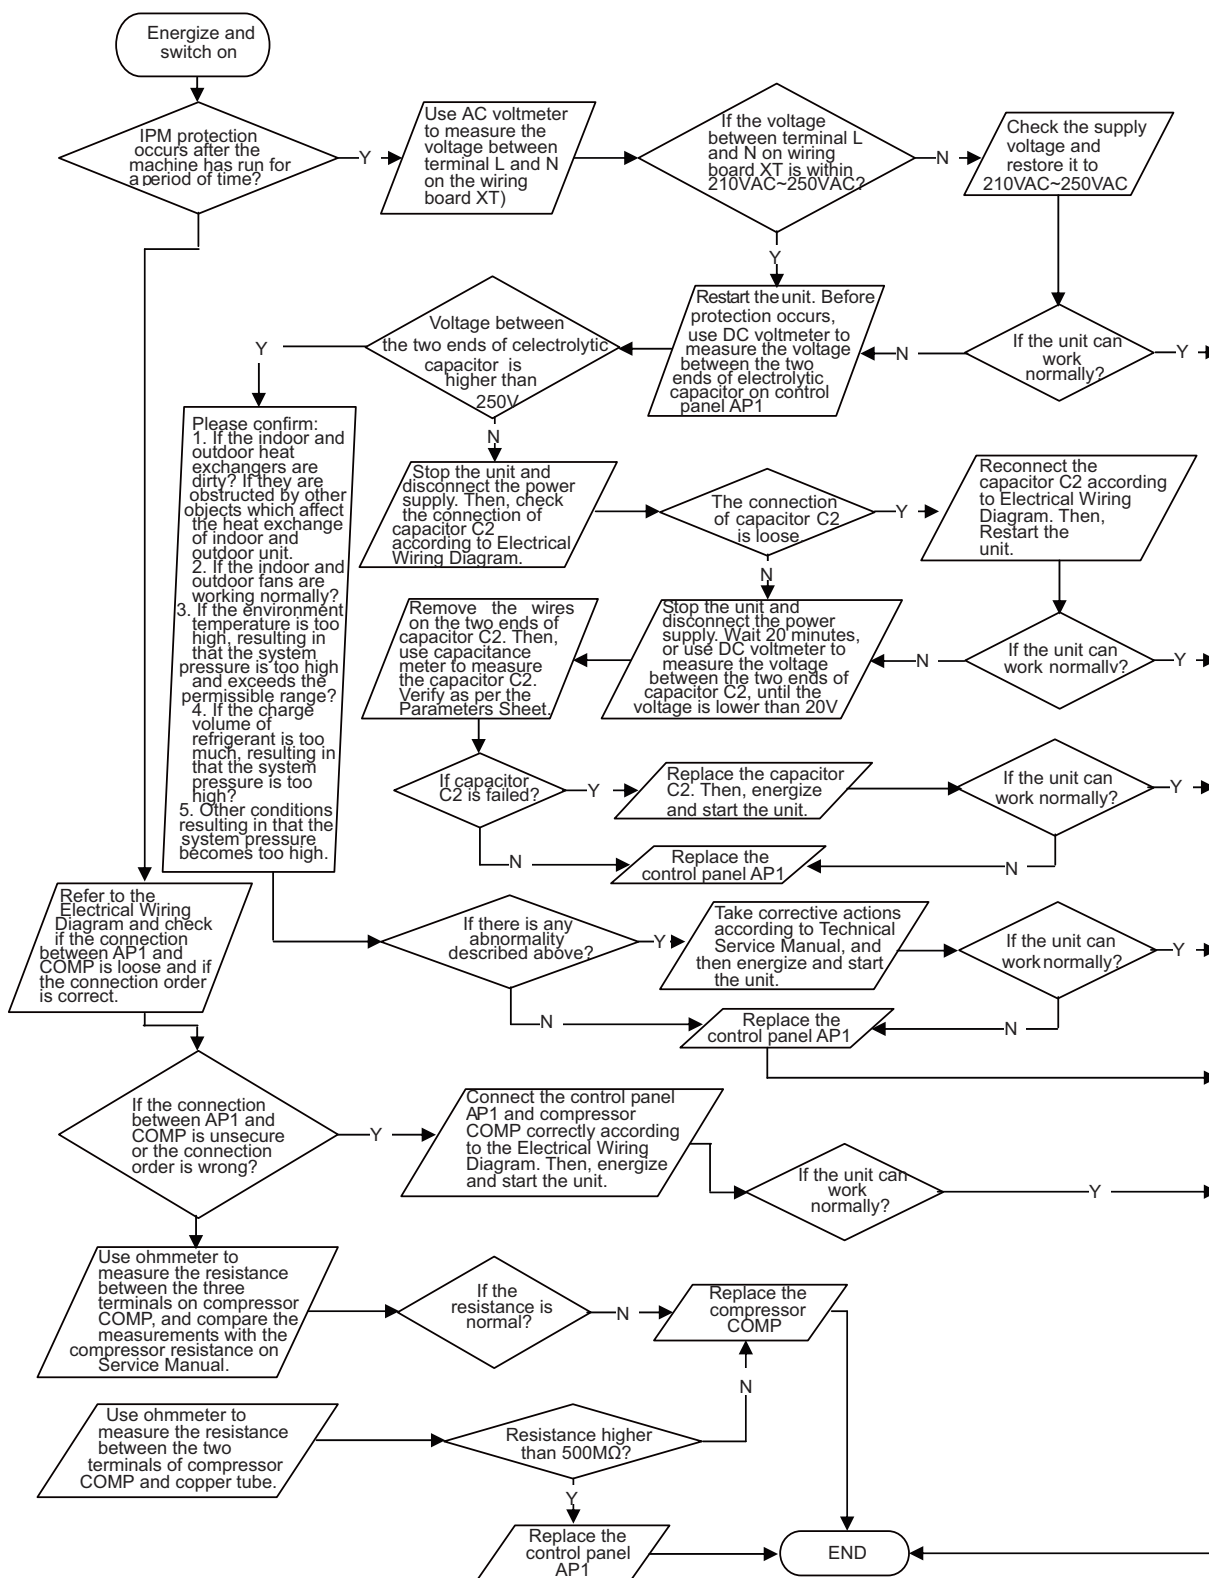 Energize and
switch on
IPM protection
occurs after the
machine has run for
a period of time?
Y
Use AC voltmeter
to measure the
voltage between
terminal L and N
on the wiring
board XT)
If the voltage
between terminal L
and N on wiring
board XT is within
210VAC~250VAC?
N
Check the supply
voltage and
restore it to
210VAC~250VAC
Y
Restart the unit. Before
protection occurs,
use DC voltmeter to
measure the voltage
between the two
ends of electrolytic
capacitor on control
panel AP1
N
If the unit can
work
normally?
Y
Voltage between
the two ends of celectrolytic
capacitor is
higher than
250V
Y
N
Please confirm:
1. If the indoor and
outdoor heat
exchangers are
dirty? If they are
obstructed by other
objects which affect
the heat exchange
of indoor and
outdoor unit.
2. If the indoor and
outdoor fans are
working normally?
3. If the environment
temperature is too
high, resulting in
that the system
pressure is too high
and exceeds the
permissible range?
4. If the charge
volume of
refrigerant is too
much, resulting in
that the system
pressure is too
high?
5. Other conditions
resulting in that the
system pressure
becomes too high.
Stop the unit and
disconnect the power
supply. Then, check
the connection of
capacitor C2
according to Electrical
Wiring Diagram.
The connection
of capacitor C2
is loose
Y
Reconnect the
capacitor C2 according
to Electrical Wiring
Diagram. Then,
Restart the
unit.
N
Remove the wires
on the two ends of
capacitor C2. Then,
use capacitance
meter to measure
the capacitor C2.
Verify as per the
Parameters Sheet.
Stop the unit and
disconnect the power
supply. Wait 20 minutes,
or use DC voltmeter to
measure the voltage
between the two ends of
capacitor C2, until the
voltage is lower than 20V
N
If the unit can
work normally?
Y
If capacitor
C2 is failed?
Y
Replace the capacitor
C2. Then, energize
and start the unit.
If the unit can
work normally?
Y
N
Replace the
control panel AP1
N
Refer to the
Electrical Wiring
Diagram and check
if the connection
between AP1 and
COMP is loose and if
the connection order
is correct.
If there is any
abnormality
described above?
Y
Take corrective actions
according to Technical
Service Manual, and
then energize and start
the unit.
If the unit can
work normally?
Y
N
Replace the
control panel AP1
N
If the connection
between AP1 and
COMP is unsecure
or the connection
order is wrong?
Y
Connect the control panel
AP1 and compressor
COMP correctly according
to the Electrical Wiring
Diagram. Then, energize
and start the unit.
If the unit can
work
normally?
Y
Use ohmmeter to
measure the resistance
between the three
terminals on compressor
COMP, and compare the
measurements with the
compressor resistance on
Service Manual.
If the
resistance is
normal?
N
Replace the
compressor
COMP
N
Use ohmmeter to
measure the resistance
between the two
terminals of compressor
COMP and copper tube.
Resistance higher
than 500MΩ?
Y
Replace the
control panel
AP1
END